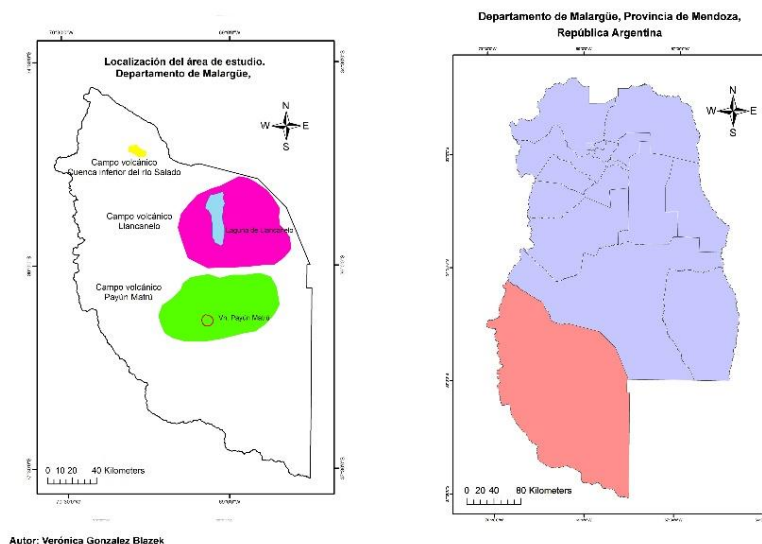 Localización del área de estudio.
Departamento de Malargüe,
N
W E
S
Campo volcánico
Cuenca inferior del río Salado
Campo volcánico
Llancanelo
Laguna de Llancanelo
Campo volcánico
Payún Matrú
Vn. Payún Matrú
0 10 20 40 Kilometers
Departamento de Malargüe, Provincia de Mendoza,
República Argentina
N
W E
S
0 20 40 80 Kilometers
Autor: Verónica Gonzalez Blazek